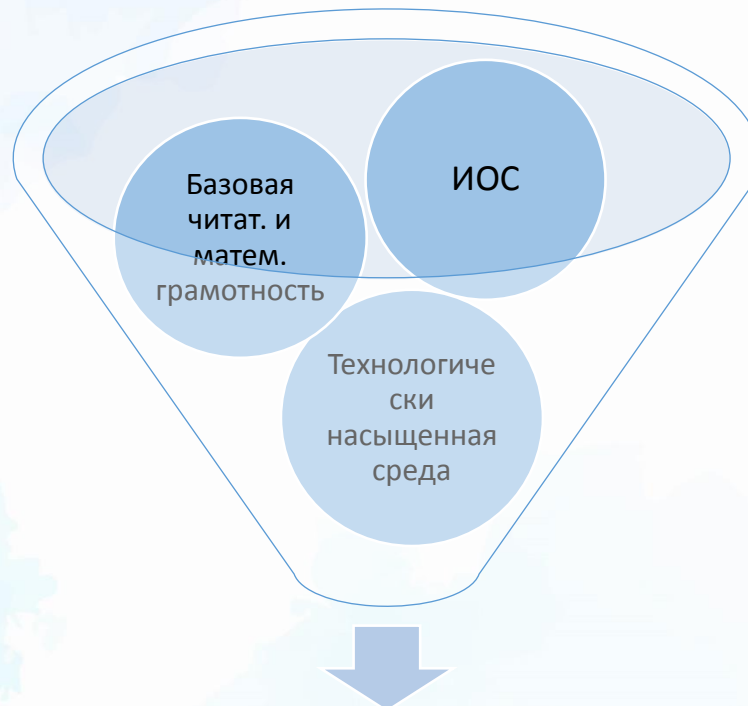 Базовая
читат. и
матем.
грамотность
ИОС
Технологиче
ски
насыщенная
среда